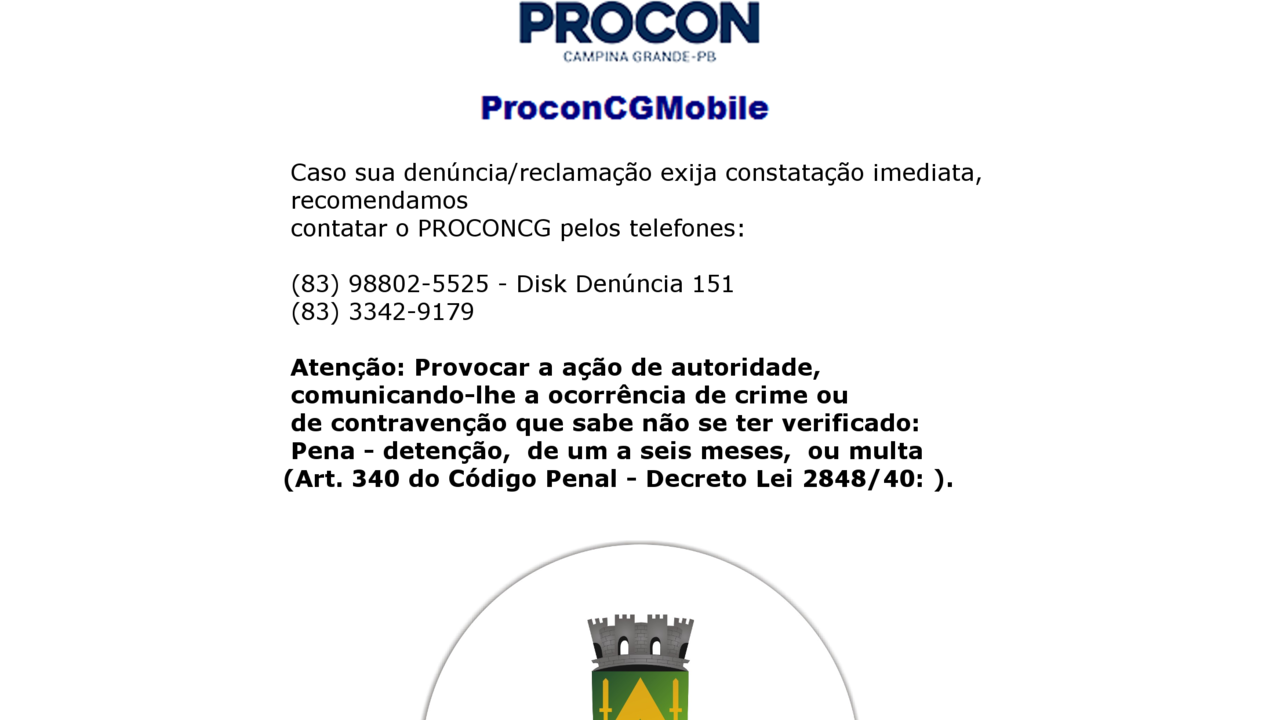 PROCON
CAMPINA GRANDE-PB
ProconCGMobile
Caso sua denúncia/reclamação exija constatação imediata,
recomendamos
contatar o PROCONCG pelos telefones:
(83) 98802-5525 - Disk Denúncia 151
(83) 3342-9179
Atenção: Provocar a ação de autoridade,
comunicando-lhe a ocorrência de crime ou
de contravenção que sabe não se ter verificado:
Pena - detenção,  de um a seis meses,  ou multa
(Art. 340 do Código Penal - Decreto Lei 2848/40: ).